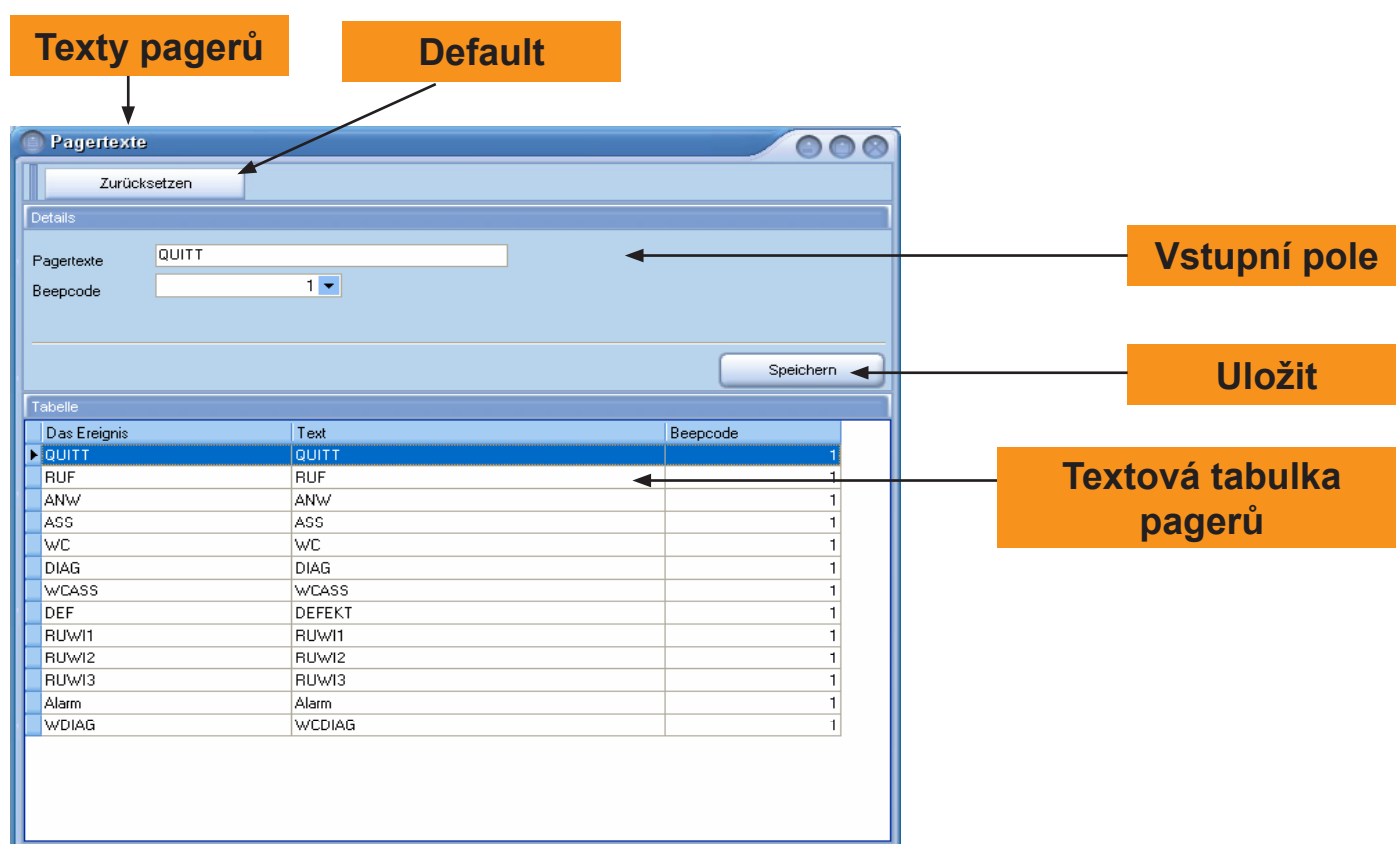 Texty pagerů
Default
Pagertexte
Zurücksetzen
Details
Pagertexte QUITT
Vstupní pole
Beepcode 1
Speichern
Uložit
Tabelle
Das Ereignis Text Beepcode
QUITT QUITT 1
RUF RUF 1
ANW ANW 1
ASS ASS 1
WC WC 1
DIAG DIAG 1
WCASS WCASS 1
DEF DEFEKT 1
RUWI1 RUWI1 1
RUWI2 RUWI2 1
RUWI3 RUWI3 1
Alarm Alarm 1
WDIAG WCDIAG 1
Textová tabulka
pagerů